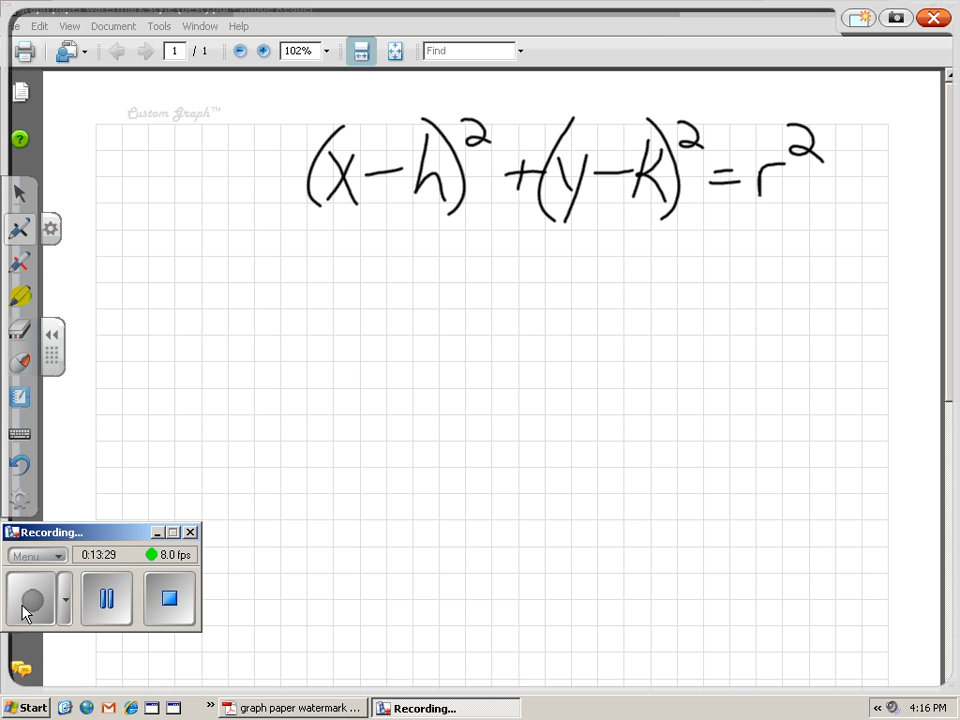 File Edit View Document Tools Window Help
1 / 1 102% Find
Custom Graph™
(x-h)² + (y-k)² = r²
?
Recording...
Menu 0:13:29 8.0 fps
Start » graph paper watermark ... Recording... « 4:16 PM